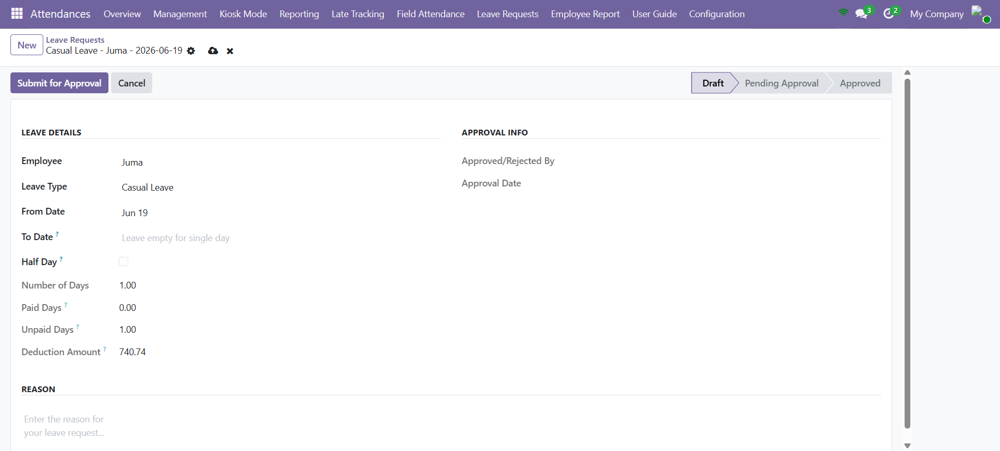 Attendances Overview Management Kiosk Mode Reporting Late Tracking Field Attendance Leave Requests Employee Report User Guide Configuration 3 2 My Company
New
Leave Requests
Casual Leave - Juma - 2026-06-19
Submit for Approval Cancel Draft Pending Approval Approved
LEAVE DETAILS
Employee Juma
Leave Type Casual Leave
From Date Jun 19
To Date ? Leave empty for single day
Half Day ?
Number of Days 1.00
Paid Days ? 0.00
Unpaid Days ? 1.00
Deduction Amount ? 740.74
APPROVAL INFO
Approved/Rejected By
Approval Date
REASON
Enter the reason for
your leave request...